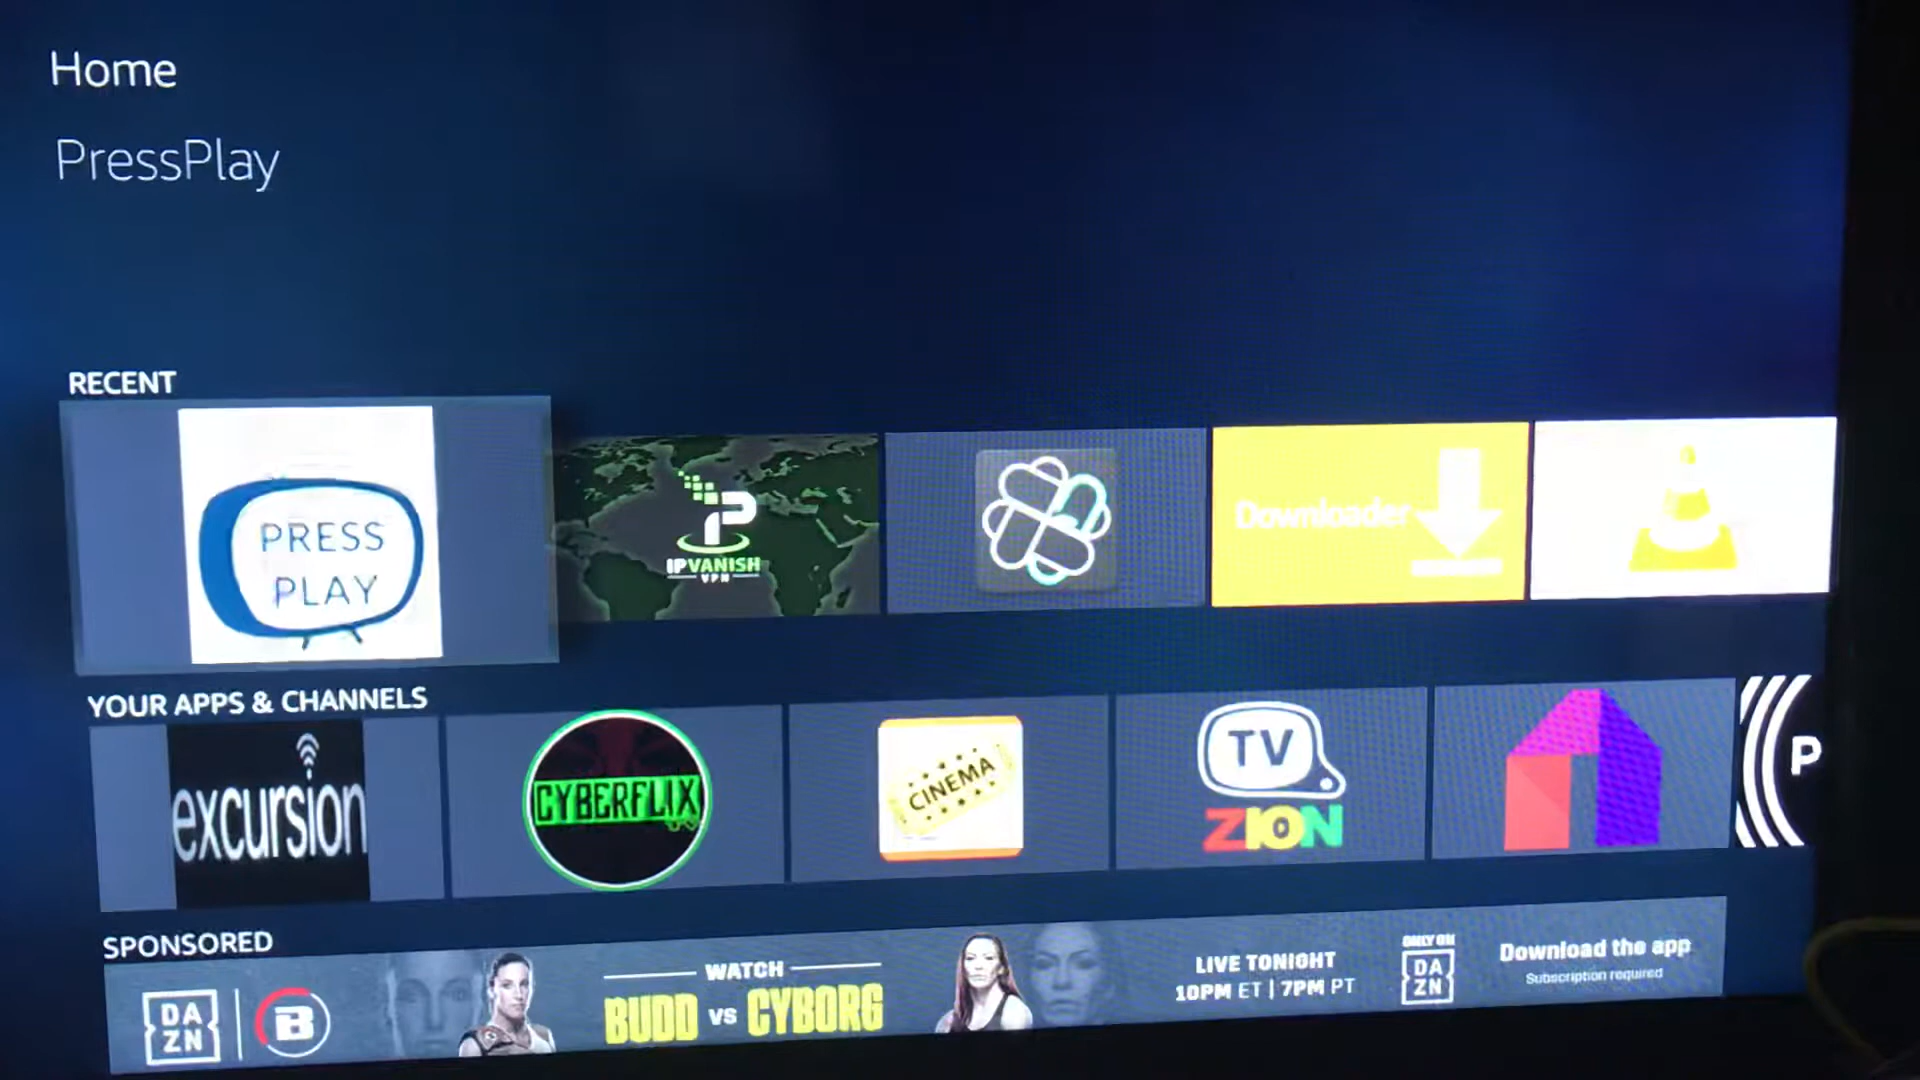 Home
PressPlay
RECENT
PRESS
PLAY
IPVANISH
VPN
Downloader
YOUR APPS & CHANNELS
excursion
CYBERFLIX
TV
CINEMA
TV
ZION
P
SPONSORED
DA
ZN
B
WATCH
BUDD VS CYBORG
LIVE TONIGHT
10PM ET | 7PM PT
ONLY ON
DA
ZN
Download the app
Subscription required